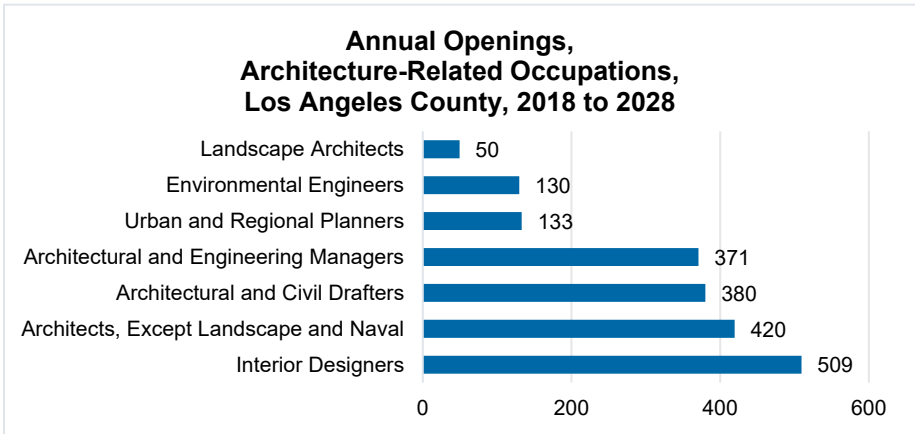 Annual Openings,
Architecture-Related Occupations,
Los Angeles County, 2018 to 2028
Landscape Architects 50
Environmental Engineers 130
Urban and Regional Planners 133
Architectural and Engineering Managers 371
Architectural and Civil Drafters 380
Architects, Except Landscape and Naval 420
Interior Designers 509
0 200 400 600